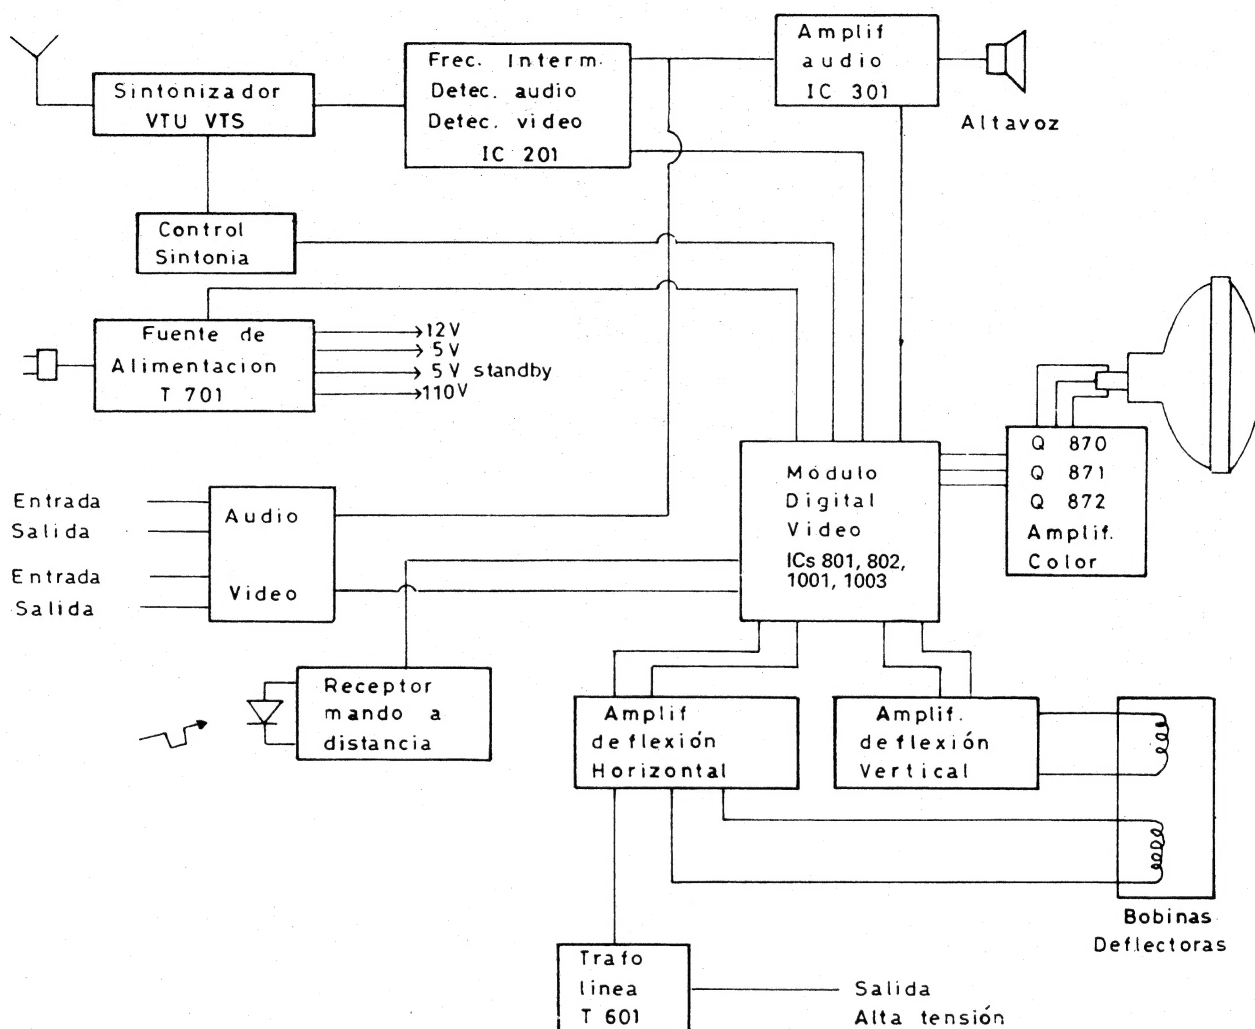 Amplif
audio
IC 301
Altavoz
Frec. Interm.
Detec. audio
Detec. video
IC 201
Sintonizador
VTU VTS
Control
Sintonia
Fuente de
Alimentacion
T 701
12V
5V
5V standby
110V
Q 870
Q 871
Q 872
Amplif.
Color
Módulo
Digital
Video
ICs 801, 802,
1001, 1003
Entrada
Salida
Entrada
Salida
Audio
Video
Receptor
mando a
distancia
Amplif
deflexión
Horizontal
Amplif.
deflexión
Vertical
Bobinas
Deflectoras
Trafo
linea
T 601
Salida
Alta tensión